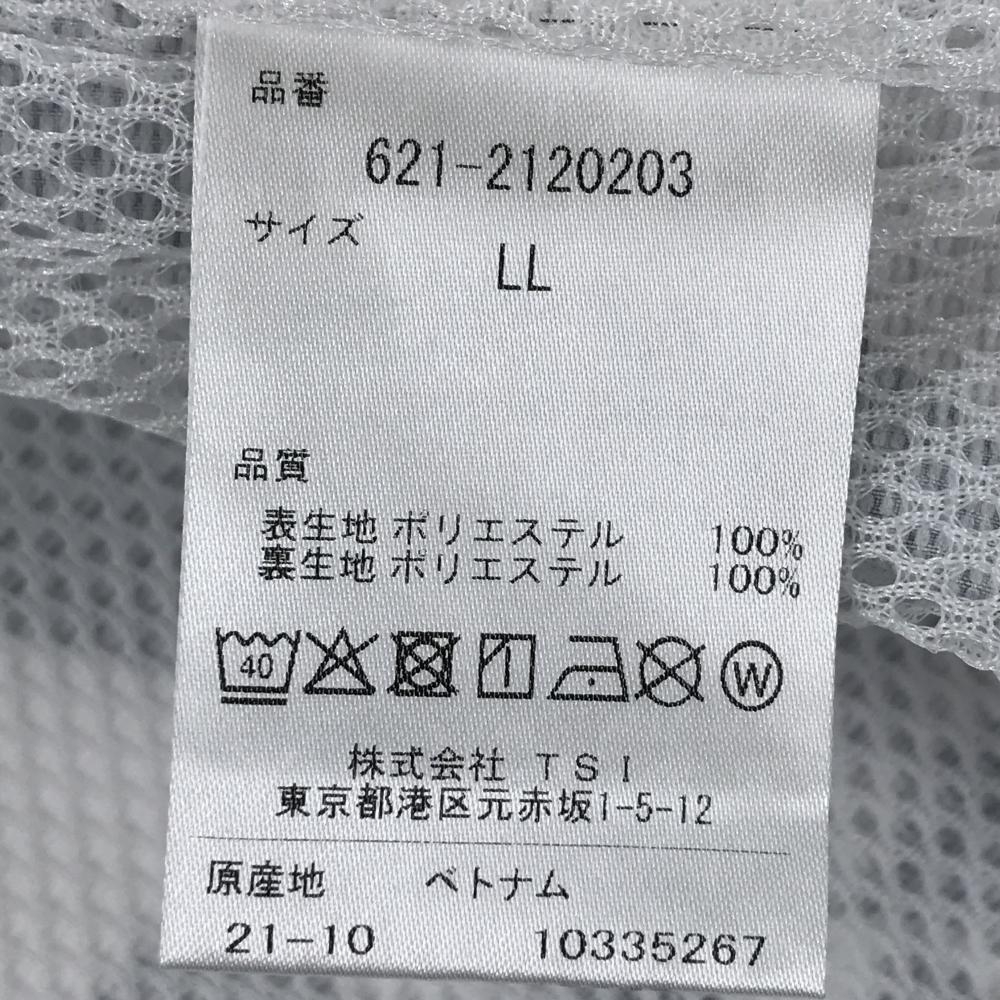 品番
621-2120203
サイズ
LL
品質
表生地 ポリエステル 100%
裏生地 ポリエステル 100%
40
W
株式会社 TSI
東京都港区元赤坂1-5-12
原産地 ベトナム
21-10 10335267